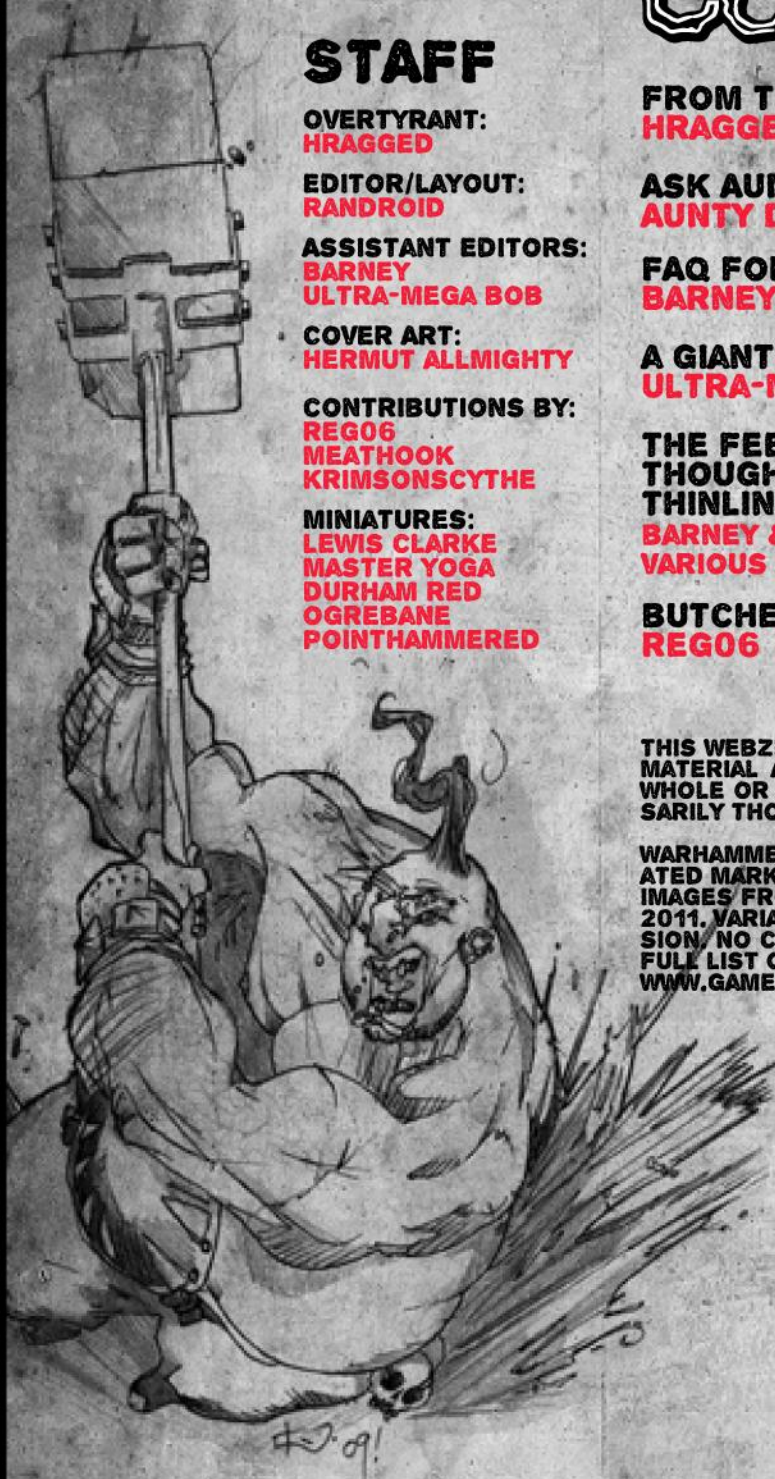 STAFF
OVERTYRANT:
HRAGGED
EDITOR/LAYOUT:
RANDROID
ASSISTANT EDITORS:
BARNEY
ULTRA-MEGA BOB
COVER ART:
HERMUT ALLMIGHTY
CONTRIBUTIONS BY:
REG06
MEATHOOK
KRIMSONSCYTHE
MINIATURES:
LEWIS CLARKE
MASTER YOGA
DURHAM RED
OGREBANE
POINTHAMMERED
FROM T
HRAGGE
ASK AU
AUNTY D
FAQ FO
BARNEY
A GIANT
ULTRA-M
THE FEE
THOUGH
THINLIN
BARNEY &
VARIOUS
BUTCHE
REG06
THIS WEBZ
MATERIAL A
WHOLE OR
SARILY THO
WARHAMME
ATED MARK
IMAGES FR
2011. VARIA
SION. NO C
FULL LIST O
WWW.GAME
09!